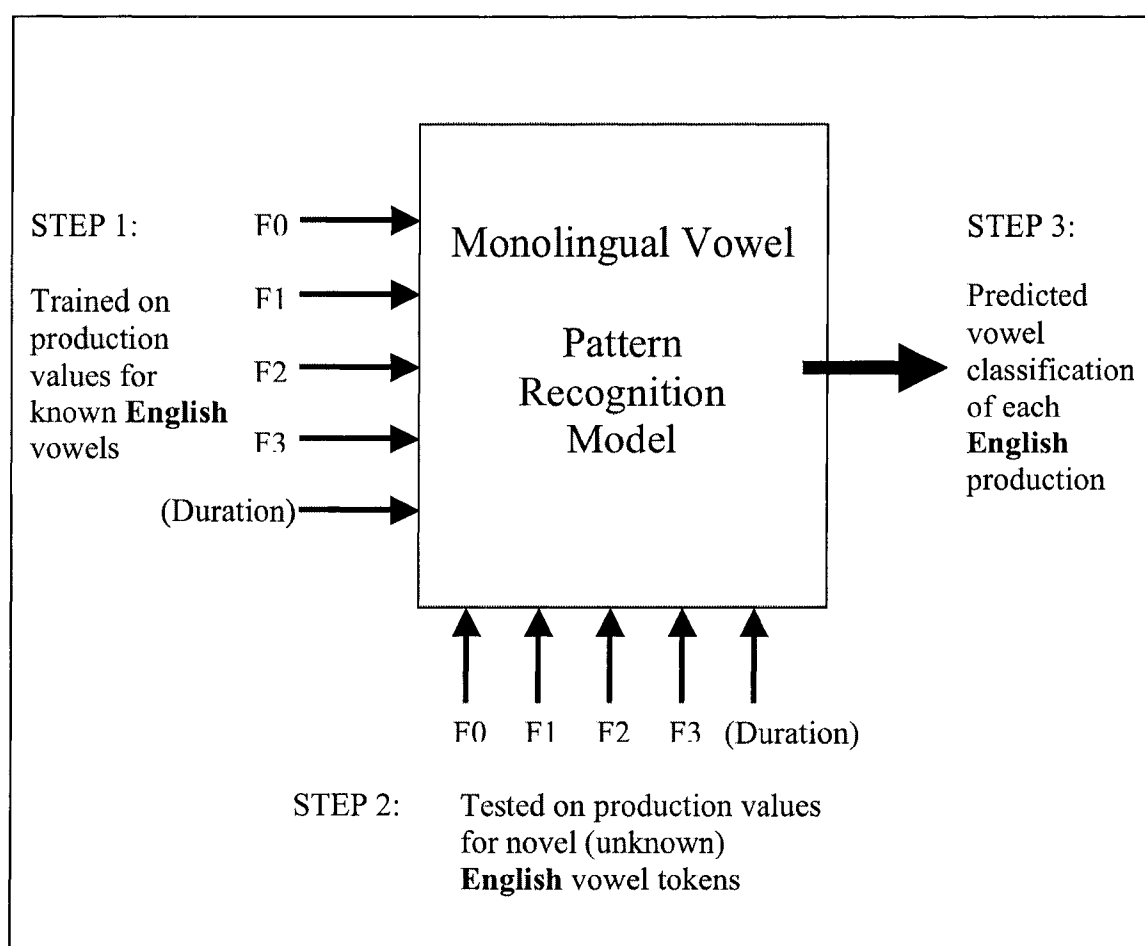 STEP 1:
Trained on
production
values for
known English
vowels
F0
F1
F2
F3
(Duration)
Monolingual Vowel
Pattern
Recognition
Model
STEP 3:
Predicted
vowel
classification
of each
English
production
F0 F1 F2 F3 (Duration)
STEP 2: Tested on production values
for novel (unknown)
English vowel tokens